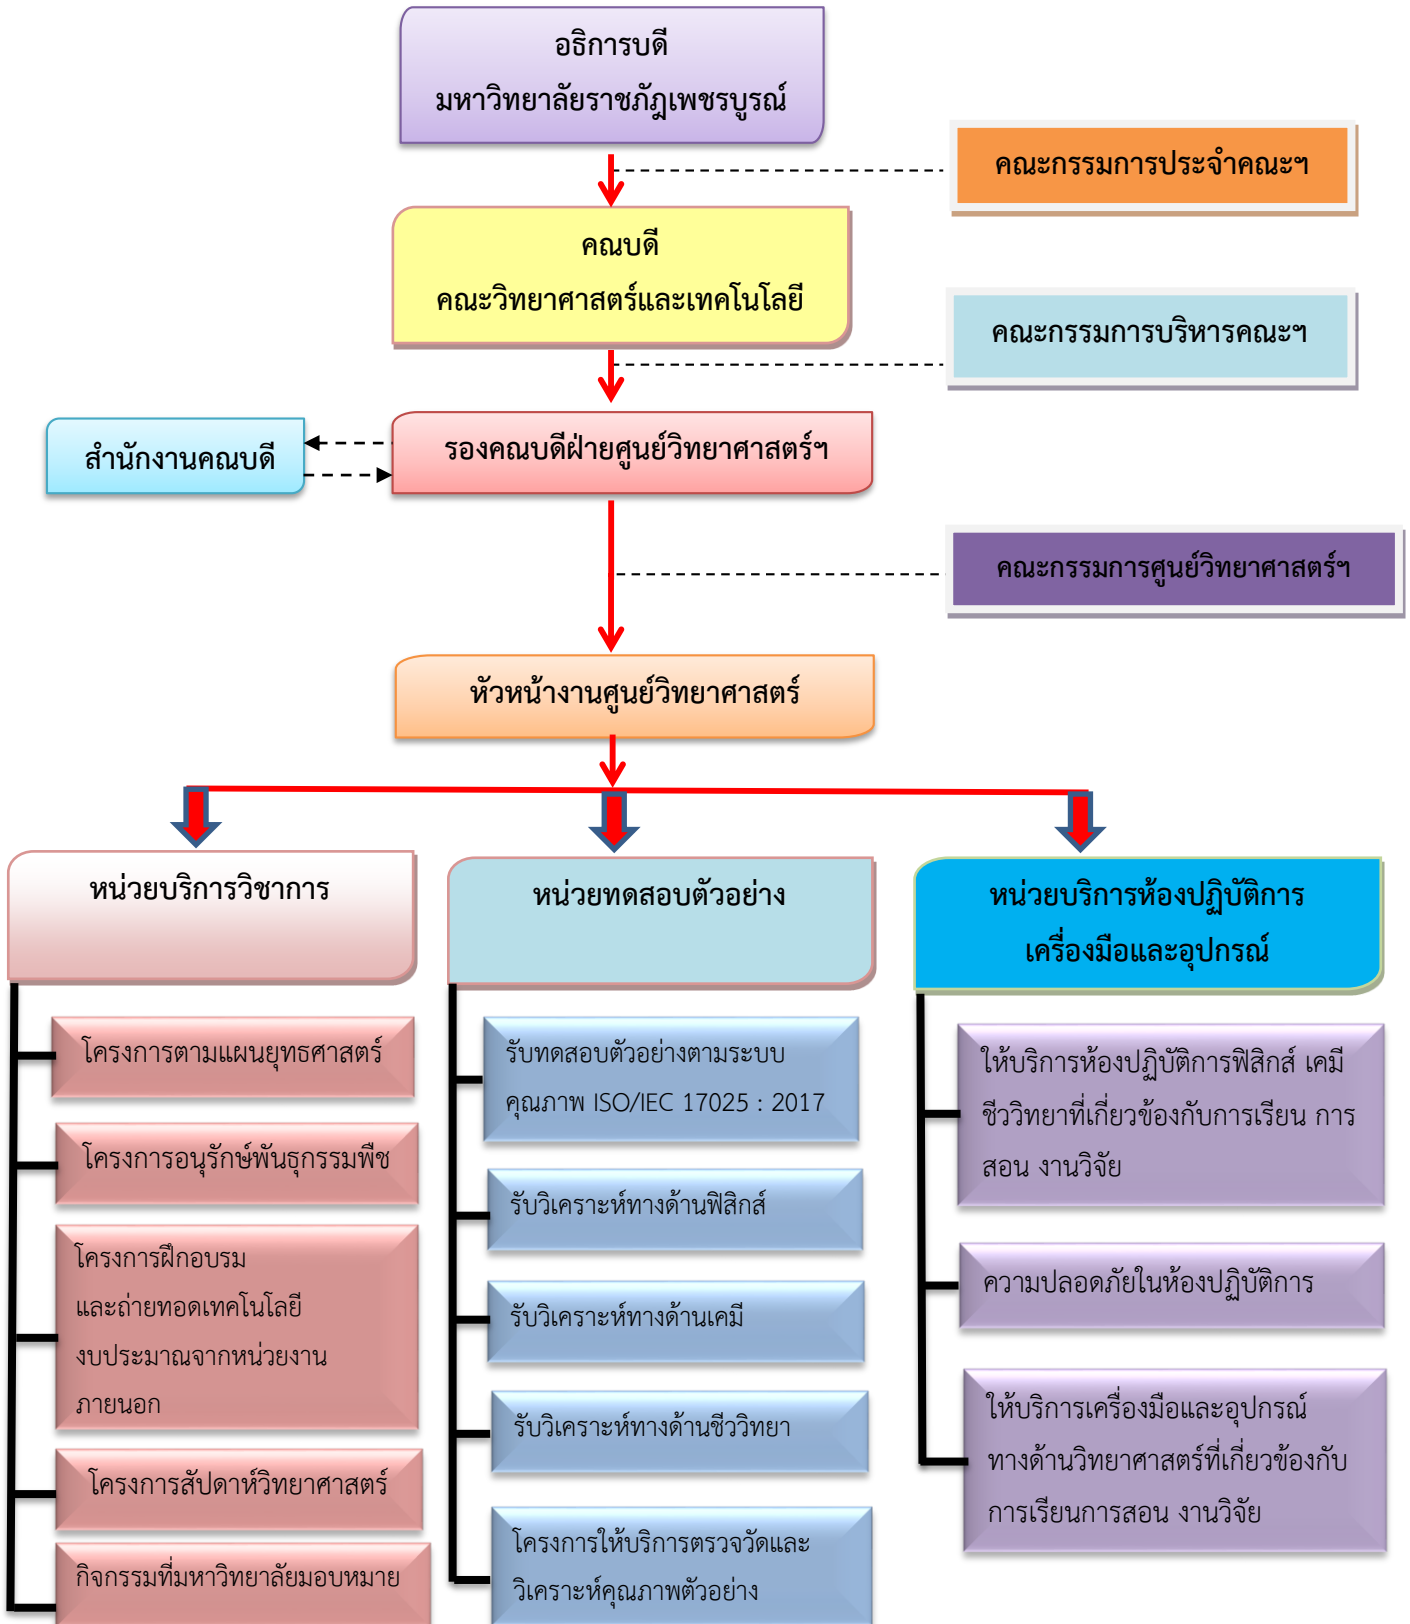 อธิการบดี
มหาวิทยาลัยราชภัฎเพชรบูรณ์
คณะกรรมการประจำคณะฯ
คณบดี
คณะวิทยาศาสตร์และเทคโนโลยี
คณะกรรมการบริหารคณะฯ
สำนักงานคณบดี
รองคณบดีฝ่ายศูนย์วิทยาศาสตร์ฯ
คณะกรรมการศูนย์วิทยาศาสตร์ฯ
หัวหน้างานศูนย์วิทยาศาสตร์
หน่วยบริการวิชาการ
โครงการตามแผนยุทธศาสตร์
โครงการอนุรักษ์พันธุกรรมพืช
โครงการฝึกอบรม
และถ่ายทอดเทคโนโลยี
งบประมาณจากหน่วยงาน
ภายนอก
โครงการสัปดาห์วิทยาศาสตร์
กิจกรรมที่มหาวิทยาลัยมอบหมาย
หน่วยทดสอบตัวอย่าง
รับทดสอบตัวอย่างตามระบบ
คุณภาพ ISO/IEC 17025 : 2017
รับวิเคราะห์ทางด้านฟิสิกส์
รับวิเคราะห์ทางด้านเคมี
รับวิเคราะห์ทางด้านชีววิทยา
โครงการให้บริการตรวจวัดและ
วิเคราะห์คุณภาพตัวอย่าง
หน่วยบริการห้องปฏิบัติการ
เครื่องมือและอุปกรณ์
ให้บริการห้องปฏิบัติการฟิสิกส์ เคมี
ชีววิทยาที่เกี่ยวข้องกับการเรียน การ
สอน งานวิจัย
ความปลอดภัยในห้องปฏิบัติการ
ให้บริการเครื่องมือและอุปกรณ์
ทางด้านวิทยาศาสตร์ที่เกี่ยวข้องกับ
การเรียนการสอน งานวิจัย